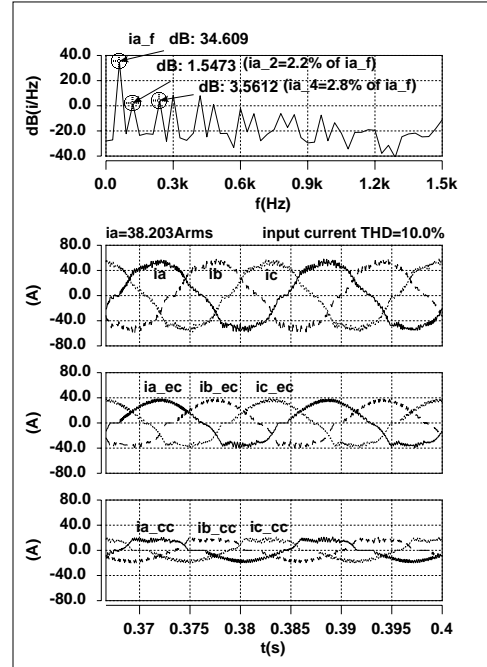 ia_f dB: 34.609
dB: 1.5473 (ia_2=2.2% of ia_f)
dB: 3.5612 (ia_4=2.8% of ia_f)
dB(i/Hz)
40.0
20.0
0.0
-20.0
-40.0
0.0 0.3k 0.6k 0.9k 1.2k 1.5k
f(Hz)
ia=38.203Arms input current THD=10.0%
(A)
80.0
40.0
0.0
-40.0
-80.0
ia ib ic
(A)
80.0
40.0
0.0
-40.0
-80.0
ia_ec ib_ec ic_ec
(A)
80.0
40.0
0.0
-40.0
-80.0
ia_cc ib_cc ic_cc
0.37 0.375 0.38 0.385 0.39 0.395 0.4
t(s)